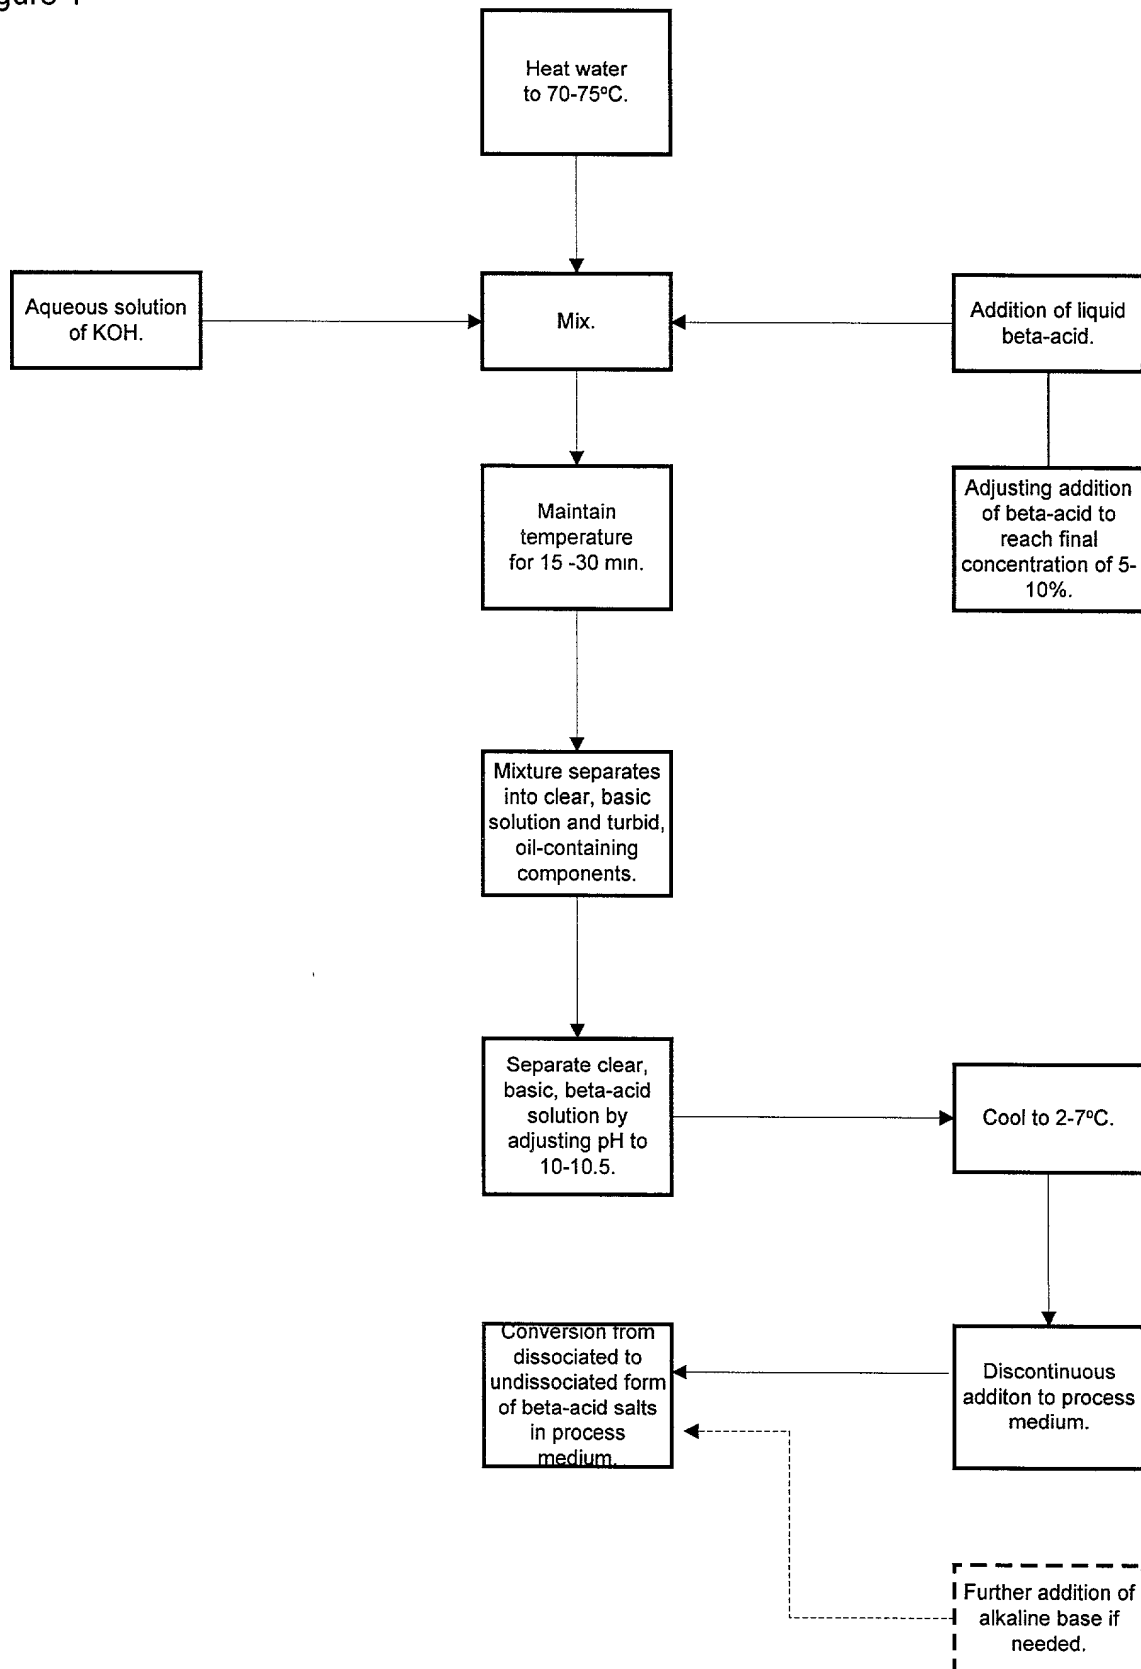 Heat water
to 70-75ºC.
Aqueous solution
of KOH.
Mix.
Addition of liquid
beta-acid.
Maintain
temperature
for 15 -30 min.
Adjusting addition
of beta-acid to
reach final
concentration of 5-
10%.
Mixture separates
into clear, basic
solution and turbid,
oil-containing
components.
Separate clear,
basic, beta-acid
solution by
adjusting pH to
10-10.5.
Cool to 2-7ºC.
Conversion from
dissociated to
undissociated form
of beta-acid salts
in process
medium.
Discontinuous
additon to process
medium.
Further addition of
alkaline base if
needed.